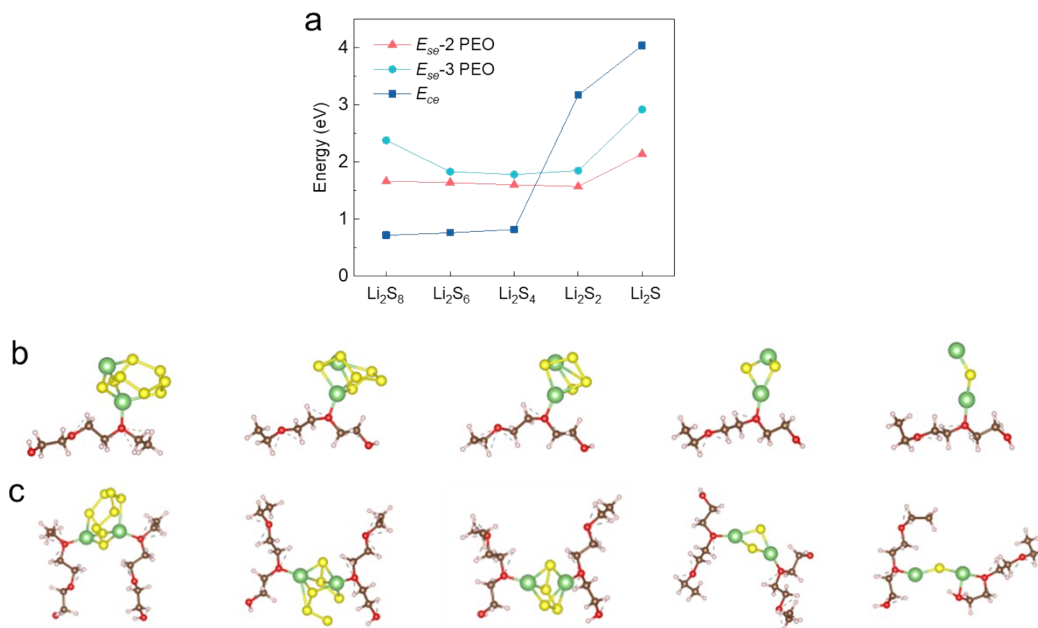 a
Energy (eV)
4
3
2
1
0
E_se-2 PEO
E_se-3 PEO
E_ce
Li₂S₈ Li₂S₆ Li₂S₄ Li₂S₂ Li₂S
b
c